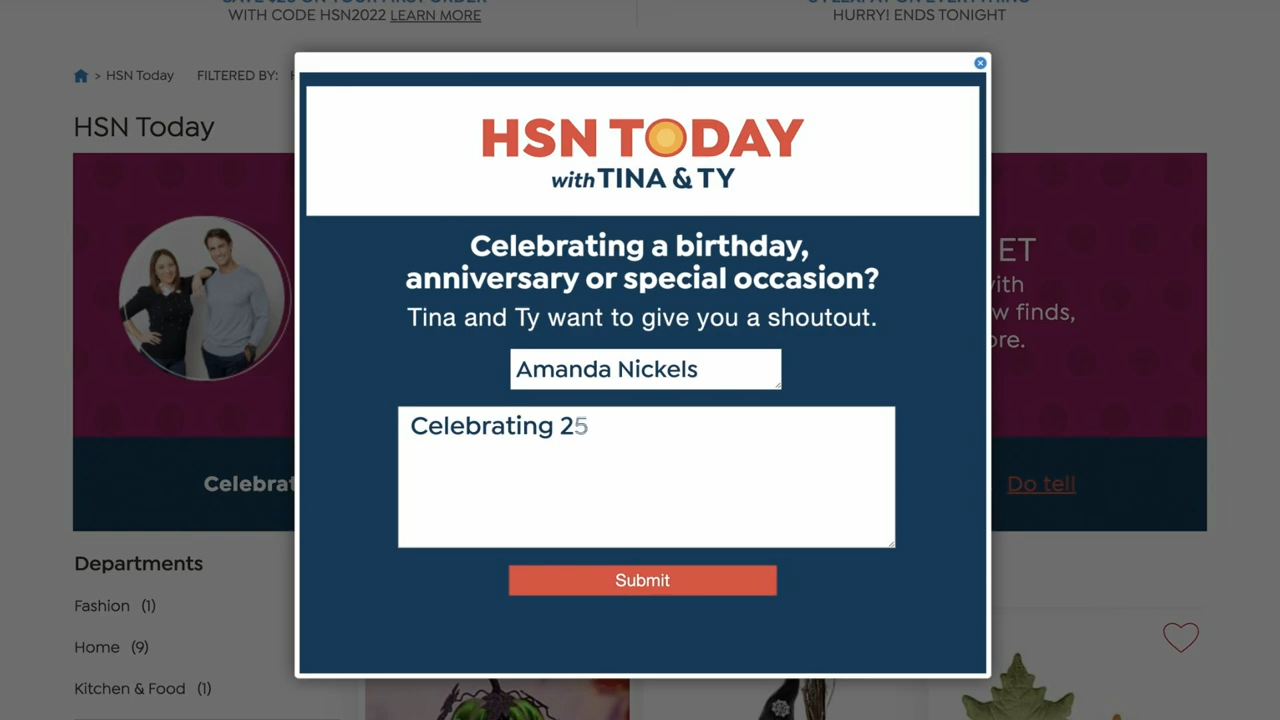 WITH CODE HSN2022 LEARN MORE
HURRY! ENDS TONIGHT
> HSN Today FILTERED BY:
HSN Today
HSN TODAY
with TINA & TY
Celebrating a birthday,
anniversary or special occasion?
Tina and Ty want to give you a shoutout.
Amanda Nickels
Celebrating 25
Submit
ET
ith
w finds,
ore.
Celebrat
Do tell
Departments
Fashion (1)
Home (9)
Kitchen & Food (1)